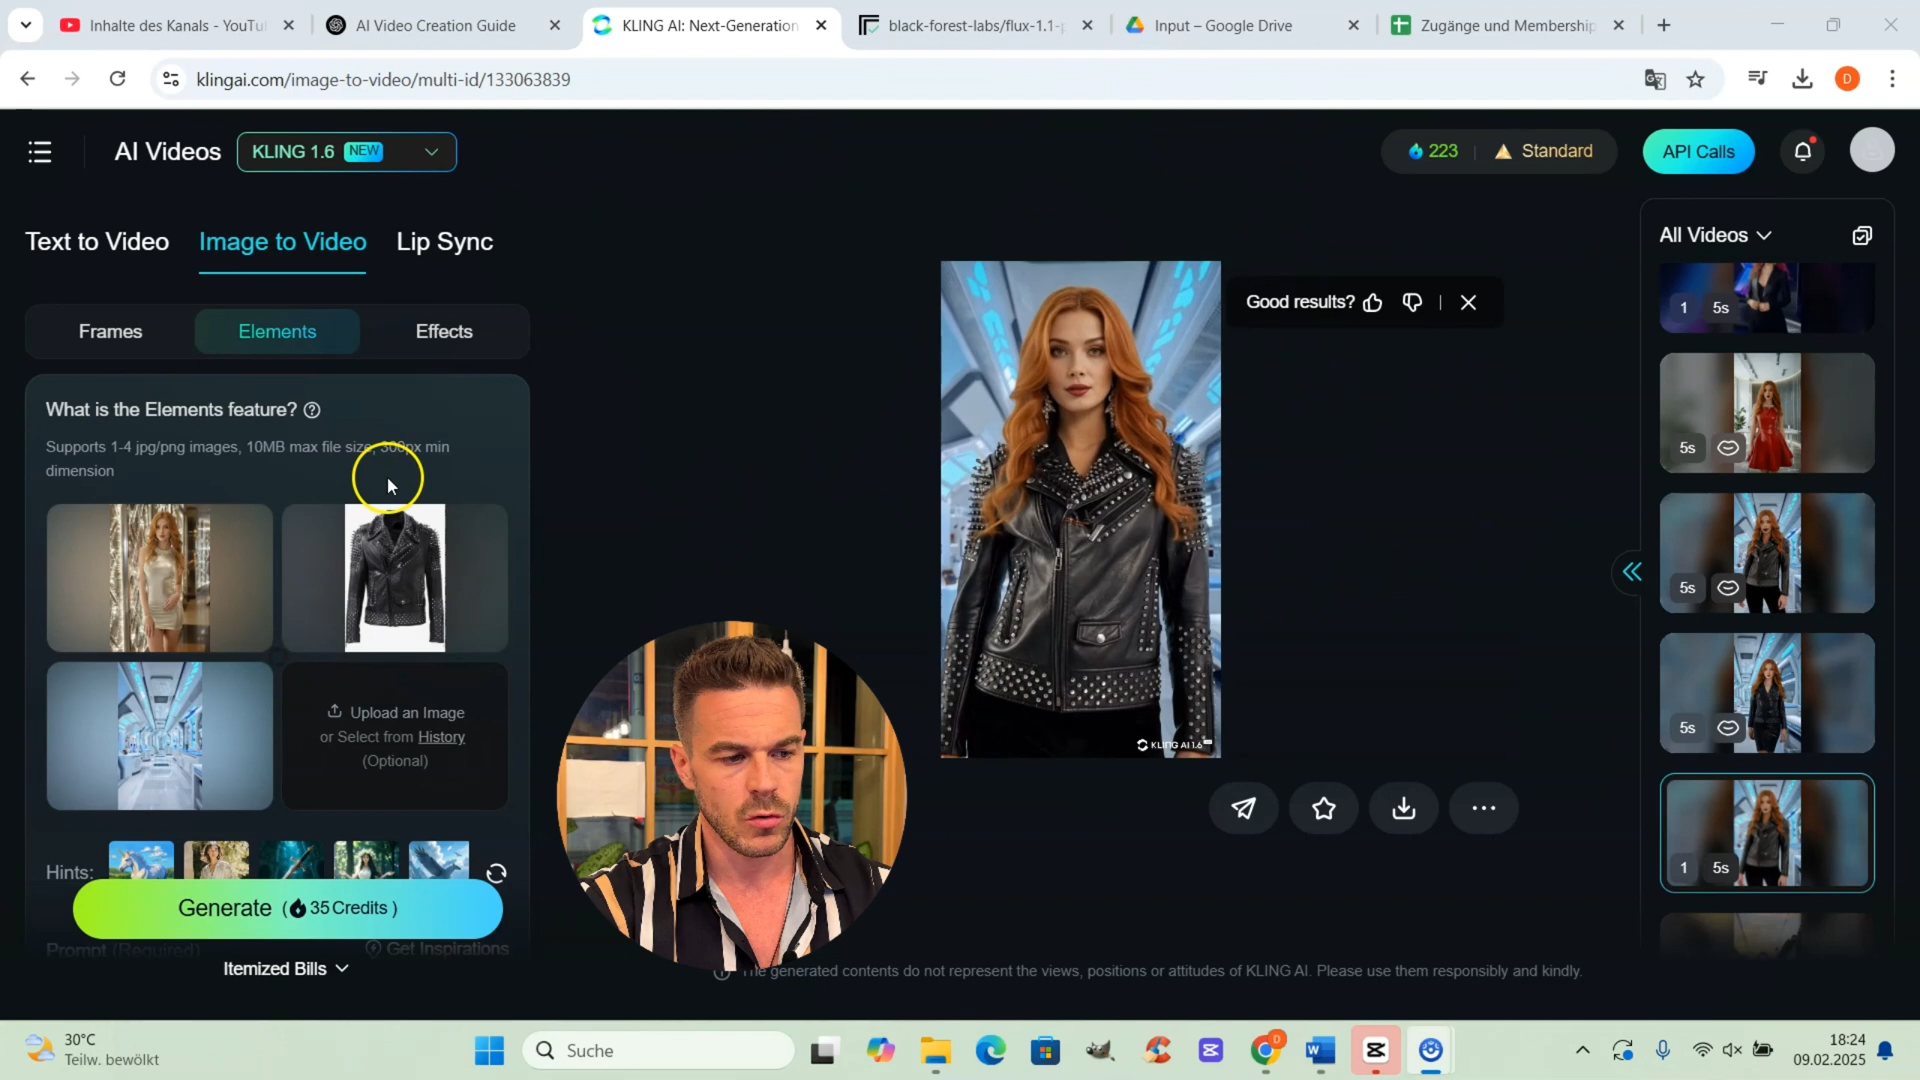 Inhalte des Kanals - YouTu
AI Video Creation Guide
KLING AI: Next-Generation
black-forest-labs/flux-1.1-p
Input – Google Drive
Zugänge und Membership
klingai.com/image-to-video/multi-id/133063839
D
AI Videos
KLING 1.6 NEW
223
Standard
API Calls
Text to Video
Image to Video
Lip Sync
All Videos
Frames
Elements
Effects
Good results?
1 5s
What is the Elements feature?
Supports 1-4 jpg/png images, 10MB max file size, 300px min
dimension
5s
5s
Upload an Image
or Select from History
(Optional)
5s
KLING AI 1.6
Hints:
1 5s
Generate ( 35 Credits )
Prompt (Required)
Get Inspirations
Itemized Bills
The generated contents do not represent the views, positions or attitudes of KLING AI. Please use them responsibly and kindly.
30°C
Teilw. bewölkt
Suche
D
18:24
09.02.2025